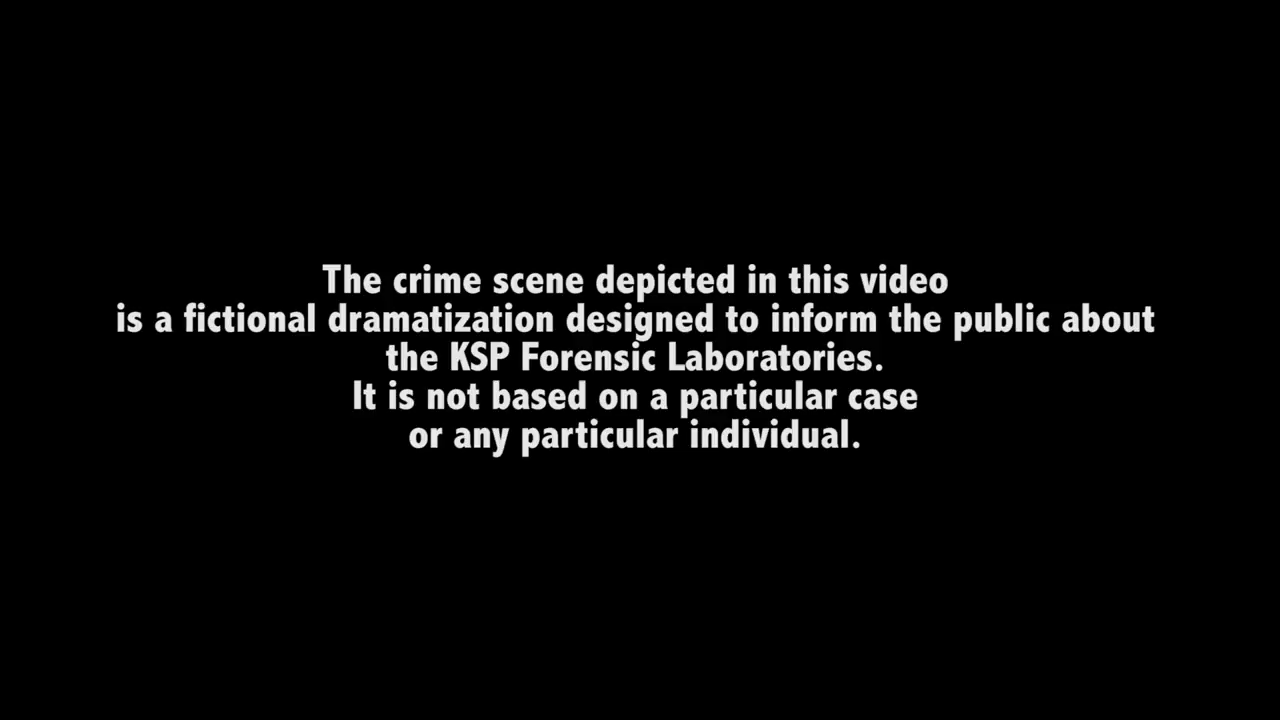 The crime scene depicted in this video
is a fictional dramatization designed to inform the public about
the KSP Forensic Laboratories.
It is not based on a particular case
or any particular individual.